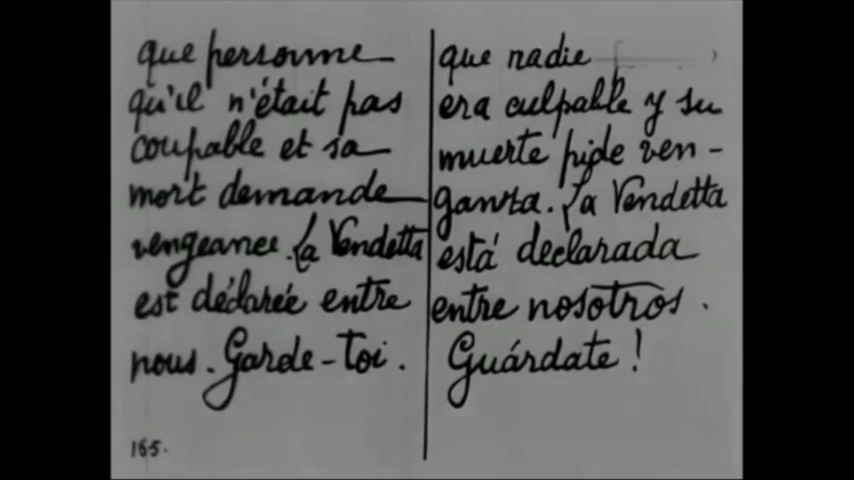 que personne
qu'il n'était pas
coupable et sa
mort demande
vengeance. La Vendetta
est déclarée entre
nous. Garde-toi.
165.
que nadie
era culpable y su
muerte pide ven-
ganza. La Vendetta
está declarada
entre nosotros.
Guárdate!